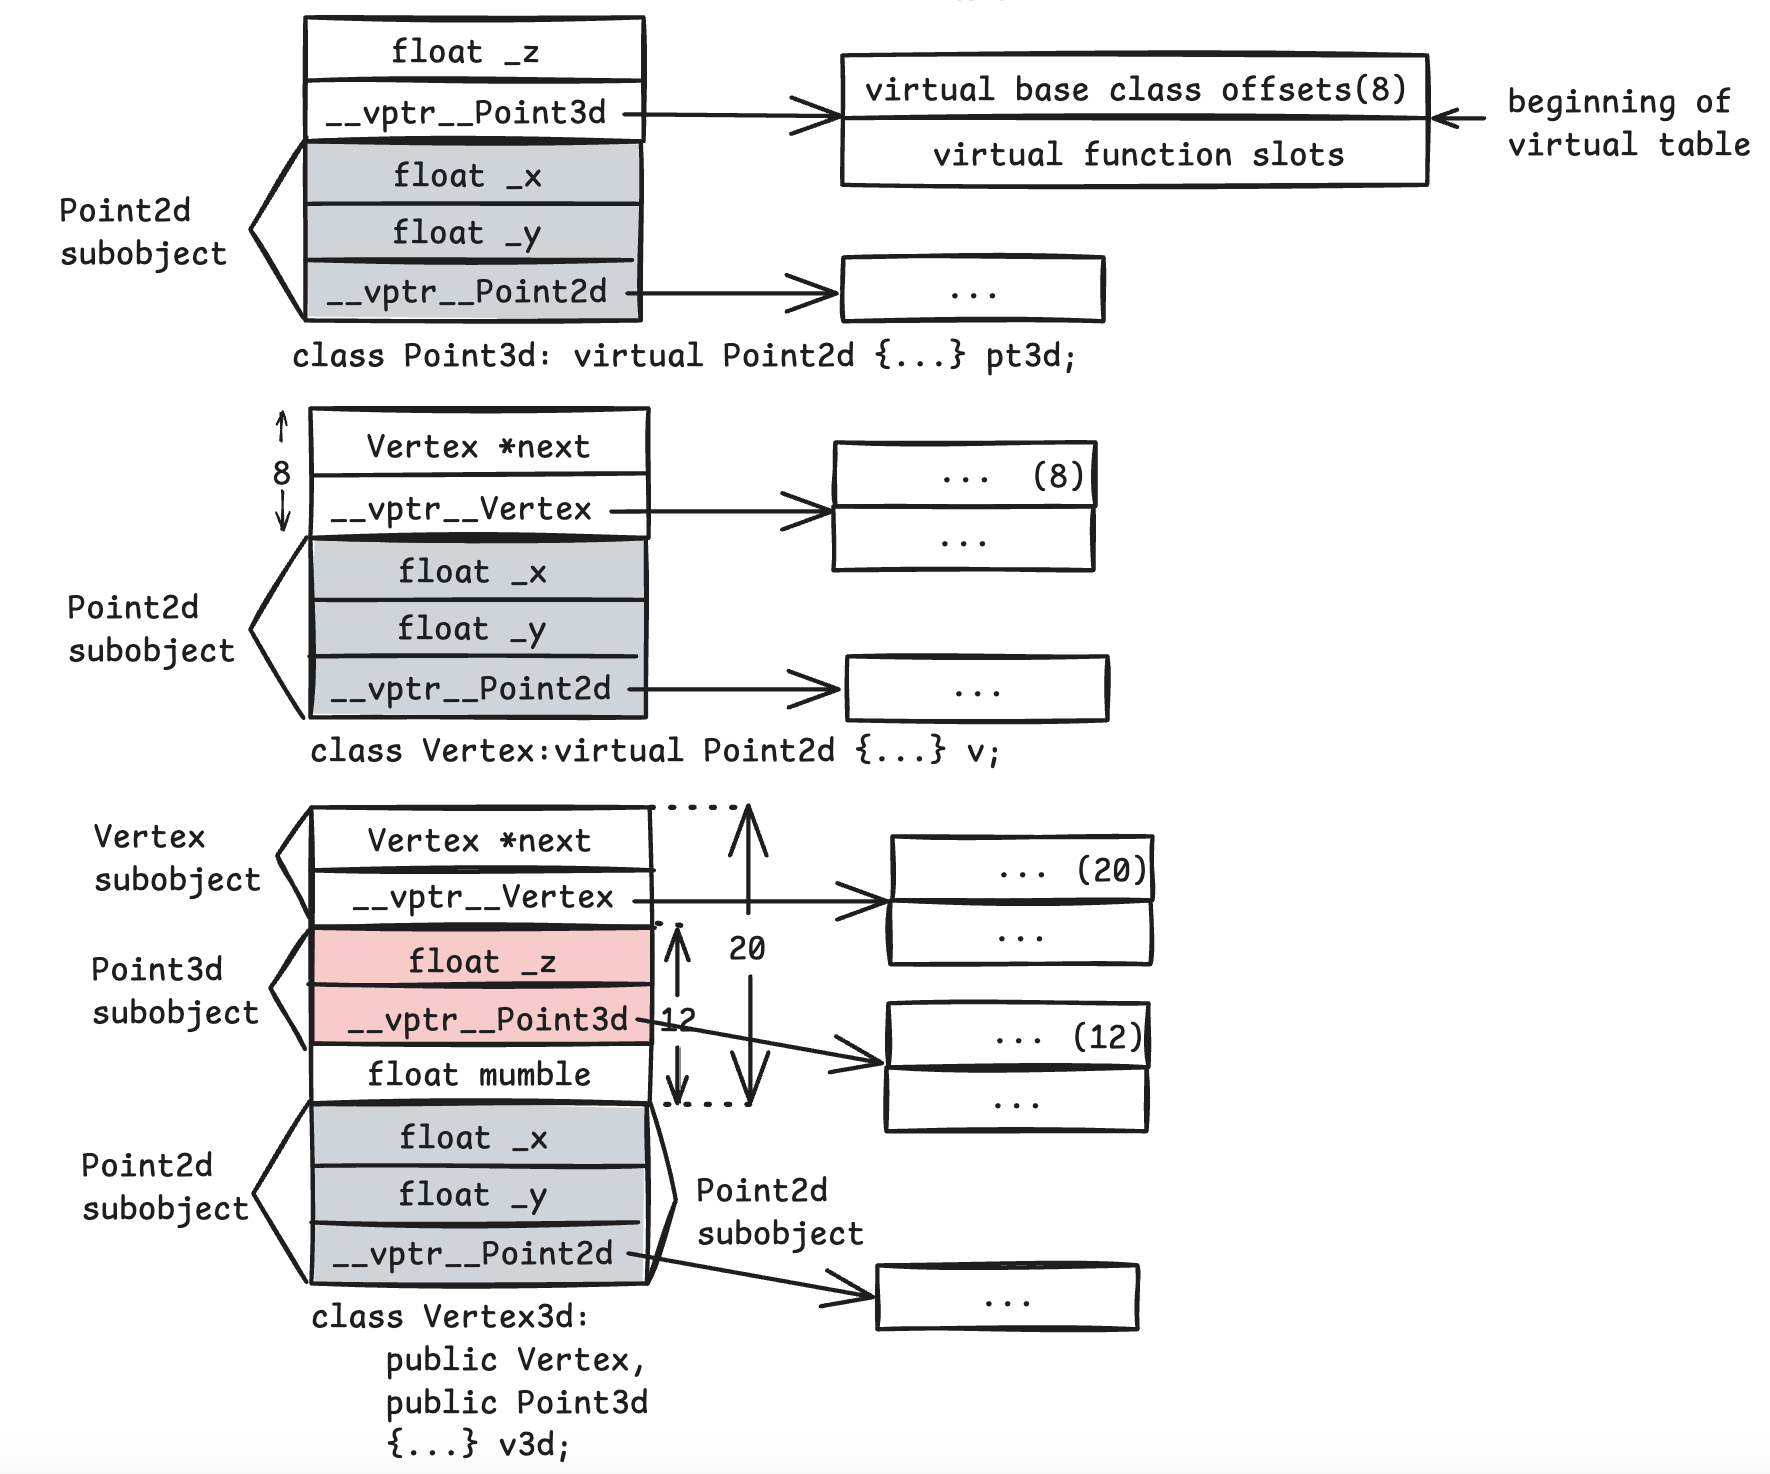 float _z
__vptr__Point3d
virtual base class offsets(8)
virtual function slots
beginning of
virtual table
Point2d
subobject
float _x
float _y
__vptr__Point2d
...
class Point3d: virtual Point2d {...} pt3d;
8
Vertex *next
__vptr__Vertex
... (8)
...
Point2d
subobject
float _x
float _y
__vptr__Point2d
...
class Vertex:virtual Point2d {...} v;
Vertex
subobject
Vertex *next
__vptr__Vertex
... (20)
...
20
Point3d
subobject
float _z
__vptr__Point3d
12
... (12)
...
float mumble
Point2d
subobject
float _x
float _y
__vptr__Point2d
Point2d
subobject
...
class Vertex3d:
public Vertex,
public Point3d
{...} v3d;